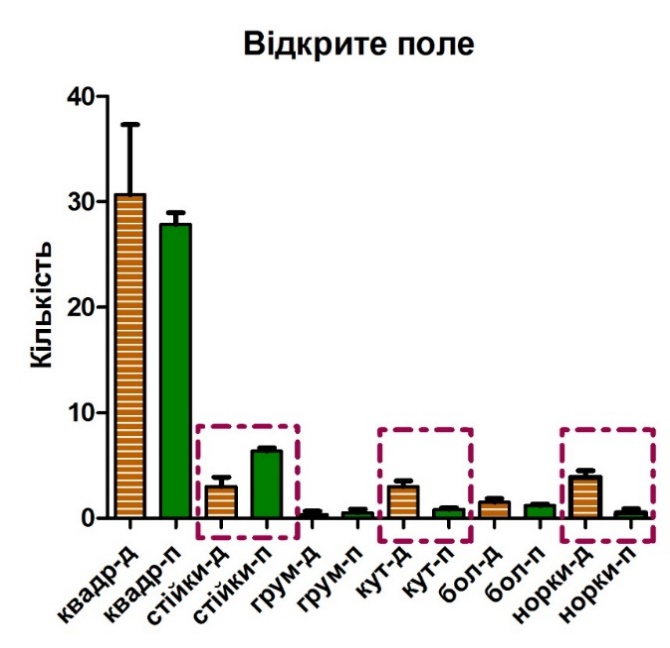 Відкрите поле
Кількість
40
30
20
10
0
квадр-д
квадр-п
стійки-д
стійки-п
грум-д
грум-п
кут-д
кут-п
бол-д
бол-п
норки-д
норки-п